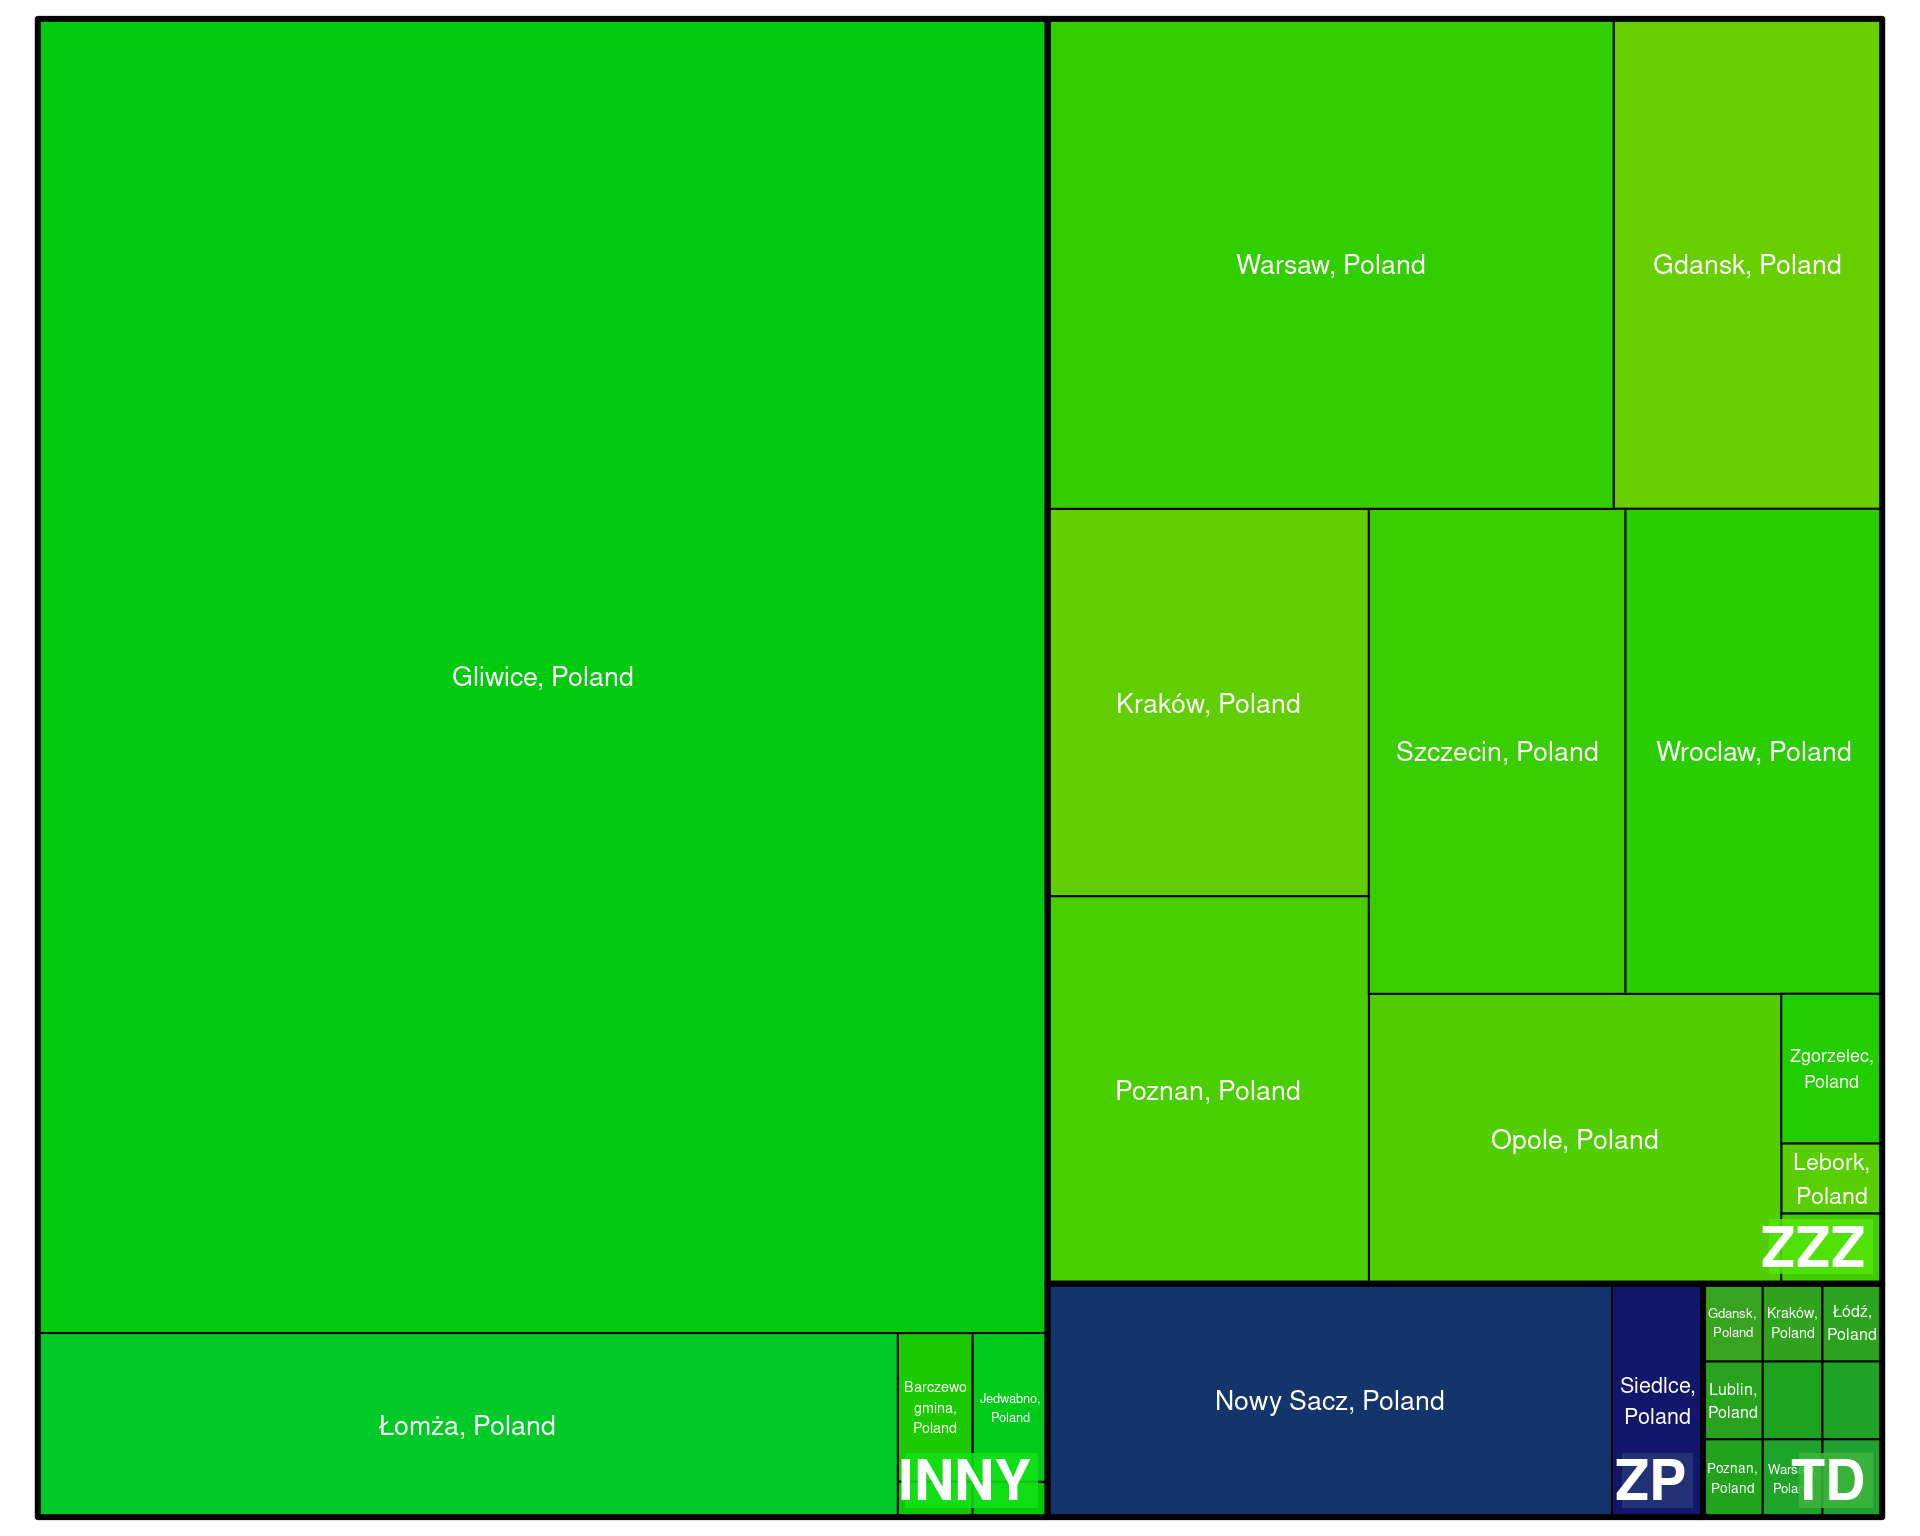 Gliwice, Poland
Łomża, Poland
Barczewo
gmina,
Poland
Jedwabno,
Poland
INNY
Warsaw, Poland
Gdansk, Poland
Kraków, Poland
Szczecin, Poland
Wroclaw, Poland
Poznan, Poland
Opole, Poland
Zgorzelec,
Poland
Lebork,
Poland
ZZZ
Nowy Sacz, Poland
Siedlce,
Poland
ZP
Gdansk,
Poland
Kraków,
Poland
Łódź,
Poland
Lublin,
Poland
Poznan,
Poland
TD